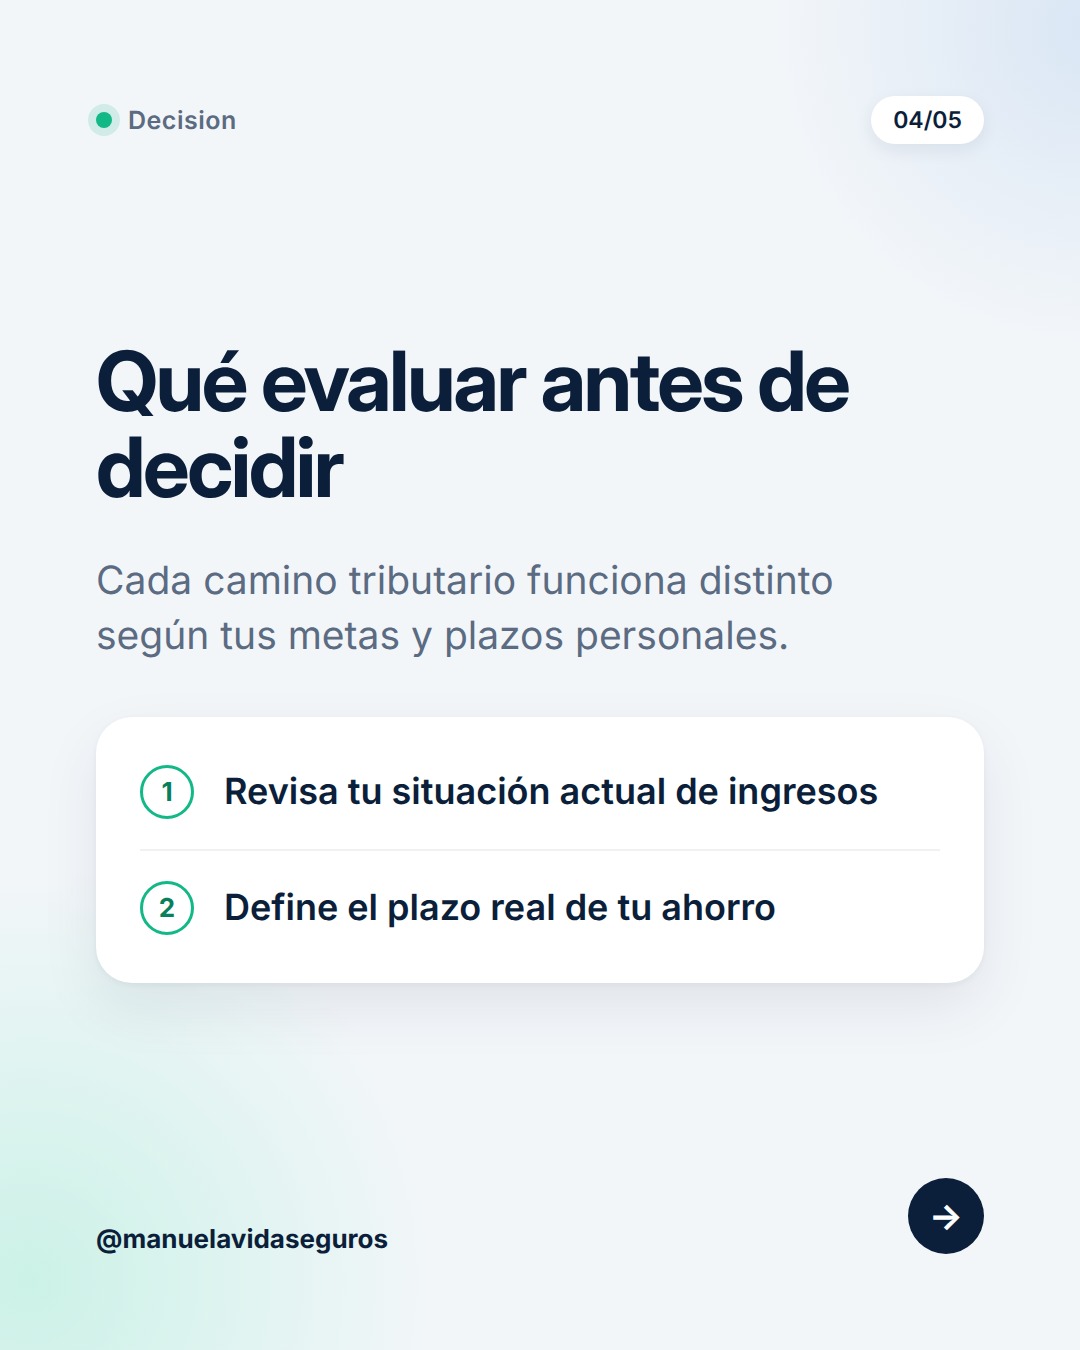 Decision
04/05
Qué evaluar antes de
decidir
Cada camino tributario funciona distinto
según tus metas y plazos personales.
1 Revisa tu situación actual de ingresos
2 Define el plazo real de tu ahorro
@manuelavidaseguros